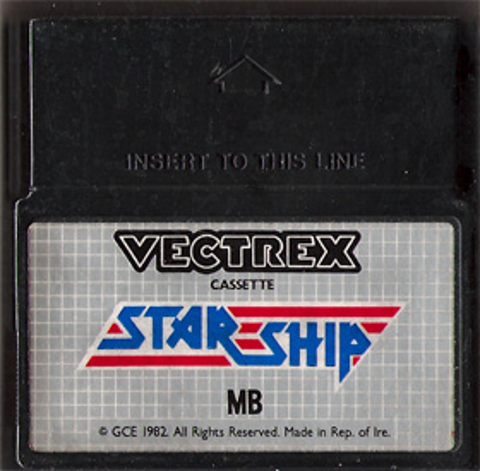 INSERT TO THIS LINE
VECTREX
CASSETTE
STAR SHIP
MB
© GCE 1982. All Rights Reserved. Made in Rep. of Ire.